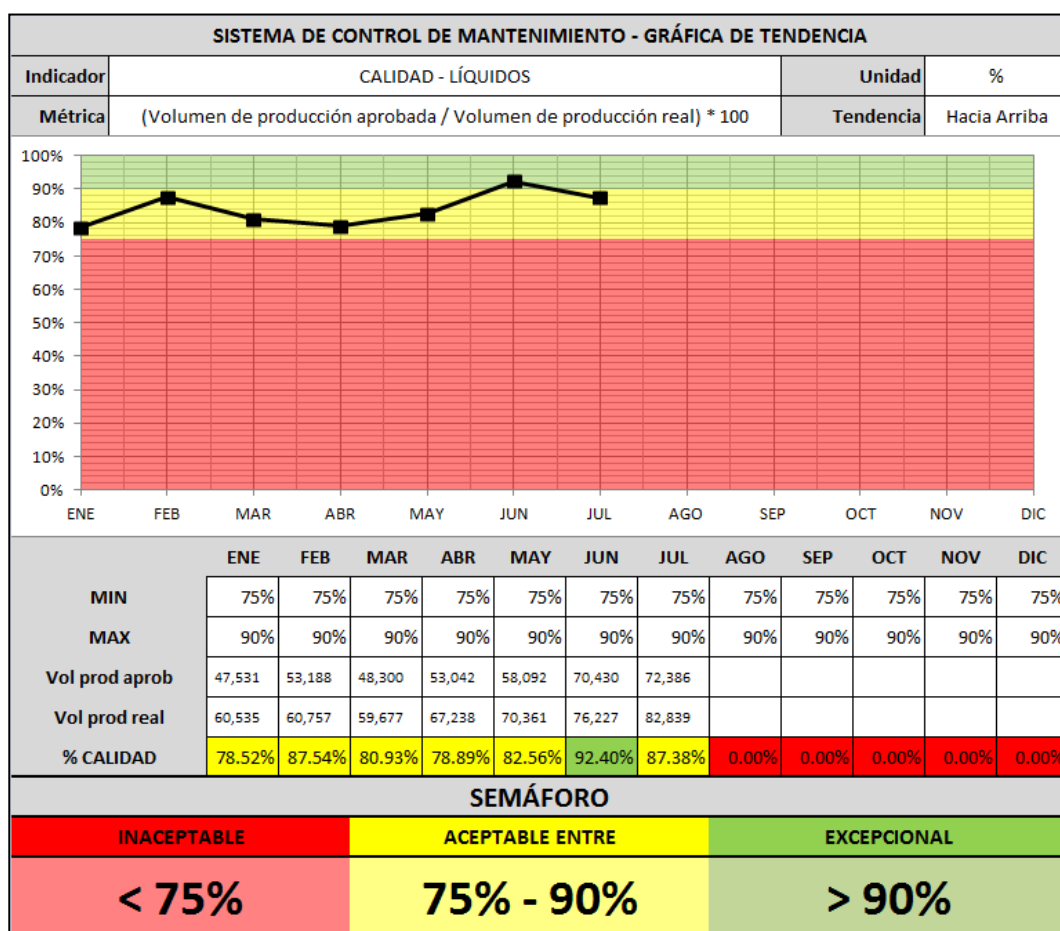 SISTEMA DE CONTROL DE MANTENIMIENTO - GRÁFICA DE TENDENCIA
Indicador CALIDAD - LÍQUIDOS Unidad %
Métrica (Volumen de producción aprobada / Volumen de producción real) * 100 Tendencia Hacia Arriba
100%
90%
80%
70%
60%
50%
40%
30%
20%
10%
0%
ENE FEB MAR ABR MAY JUN JUL AGO SEP OCT NOV DIC
ENE FEB MAR ABR MAY JUN JUL AGO SEP OCT NOV DIC
MIN 75% 75% 75% 75% 75% 75% 75% 75% 75% 75% 75% 75%
MAX 90% 90% 90% 90% 90% 90% 90% 90% 90% 90% 90% 90%
Vol prod aprob 47,531 53,188 48,300 53,042 58,092 70,430 72,386
Vol prod real 60,535 60,757 59,677 67,238 70,361 76,227 82,839
% CALIDAD 78.52% 87.54% 80.93% 78.89% 82.56% 92.40% 87.38% 0.00% 0.00% 0.00% 0.00% 0.00%
SEMÁFORO
INACEPTABLE ACEPTABLE ENTRE EXCEPCIONAL
< 75% 75% - 90% > 90%